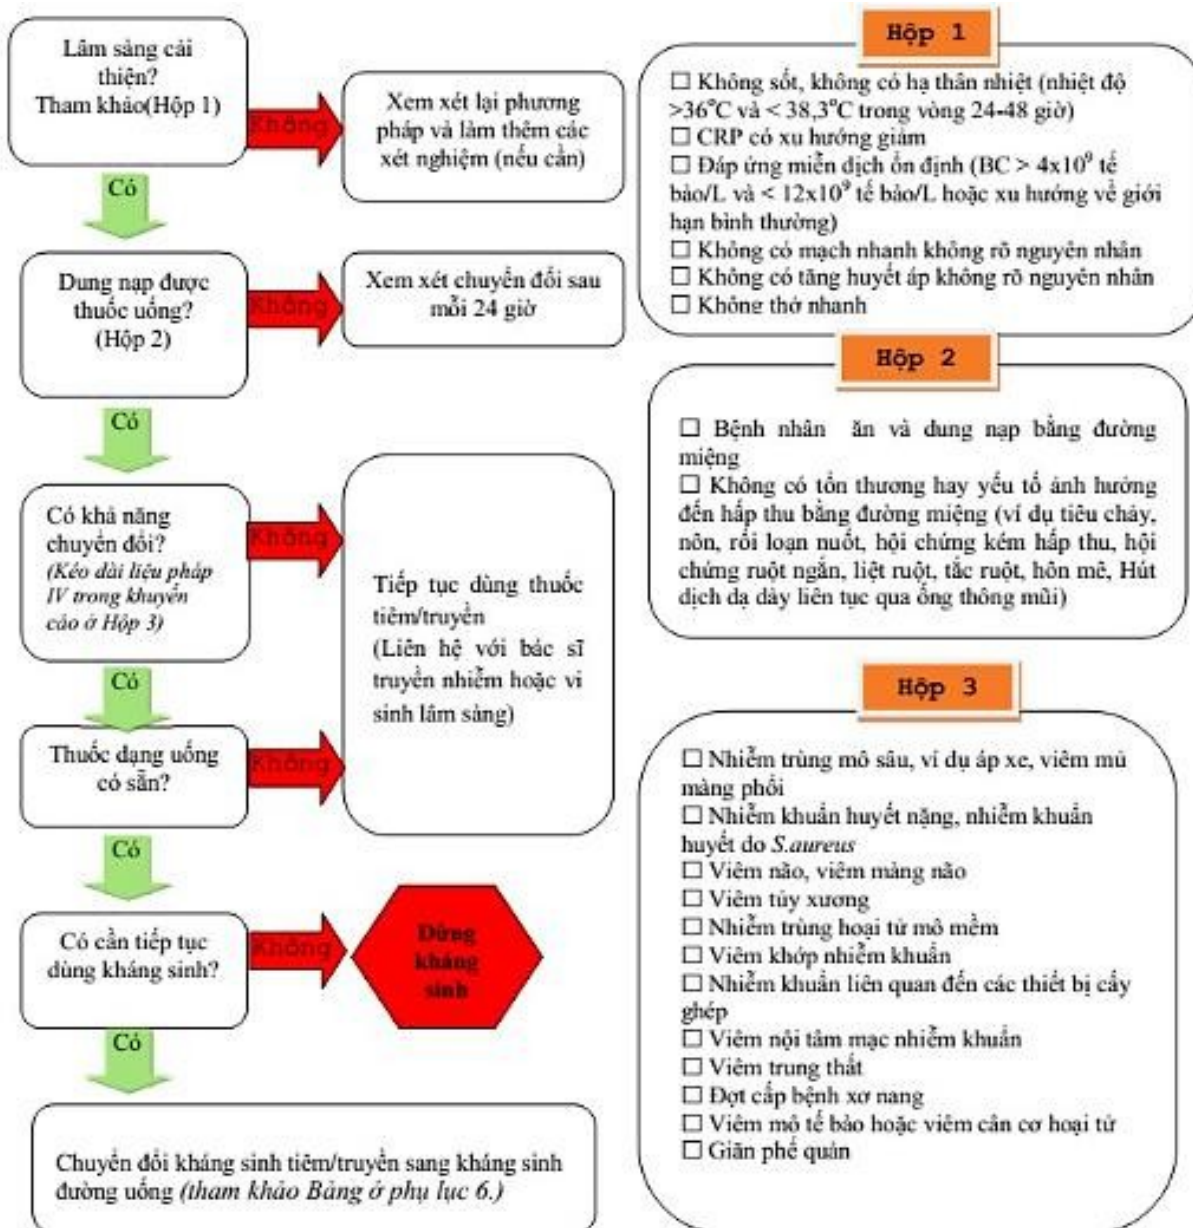 Lâm sàng cải
thiện?
Tham khảo(Hộp 1)
Không
Xem xét lại phương
pháp và làm thêm các
xét nghiệm (nếu cần)
Có
Dung nạp được
thuốc uống?
(Hộp 2)
Không
Xem xét chuyển đổi sau
mỗi 24 giờ
Có
Có khả năng
chuyển đổi?
(Kéo dài liệu pháp
IV trong khuyến
cáo ở Hộp 3)
Không
Tiếp tục dùng thuốc
tiêm/truyền
(Liên hệ với bác sĩ
truyền nhiễm hoặc vi
sinh lâm sàng)
Có
Thuốc dạng uống
có sẵn?
Không
Có
Có cần tiếp tục
dùng kháng sinh?
Không
Dừng
kháng
sinh
Có
Chuyển đổi kháng sinh tiêm/truyền sang kháng sinh
đường uống (tham khảo Bảng ở phụ lục 6.)
Hộp 1
☐ Không sốt, không có hạ thân nhiệt (nhiệt độ
>36°C và < 38,3°C trong vòng 24-48 giờ)
☐ CRP có xu hướng giảm
☐ Đáp ứng miễn dịch ổn định (BC > 4x10⁹ tế
bào/L và < 12x10⁹ tế bào/L hoặc xu hướng về giới
hạn bình thường)
☐ Không có mạch nhanh không rõ nguyên nhân
☐ Không có tăng huyết áp không rõ nguyên nhân
☐ Không thở nhanh
Hộp 2
☐ Bệnh nhân ăn và dung nạp bằng đường
miệng
☐ Không có tổn thương hay yếu tố ảnh hưởng
đến hấp thu bằng đường miệng (ví dụ tiêu chảy,
nôn, rối loạn nuốt, hội chứng kém hấp thu, hội
chứng ruột ngắn, liệt ruột, tắc ruột, hôn mê, Hút
dịch dạ dày liên tục qua ống thông mũi)
Hộp 3
☐ Nhiễm trùng mô sâu, ví dụ áp xe, viêm mủ
màng phổi
☐ Nhiễm khuẩn huyết nặng, nhiễm khuẩn
huyết do S.aureus
☐ Viêm não, viêm màng não
☐ Viêm tủy xương
☐ Nhiễm trùng hoại tử mô mềm
☐ Viêm khớp nhiễm khuẩn
☐ Nhiễm khuẩn liên quan đến các thiết bị cấy
ghép
☐ Viêm nội tâm mạc nhiễm khuẩn
☐ Viêm trung thất
☐ Đợt cấp bệnh xơ nang
☐ Viêm mô tế bào hoặc viêm cân cơ hoại tử
☐ Giãn phế quản